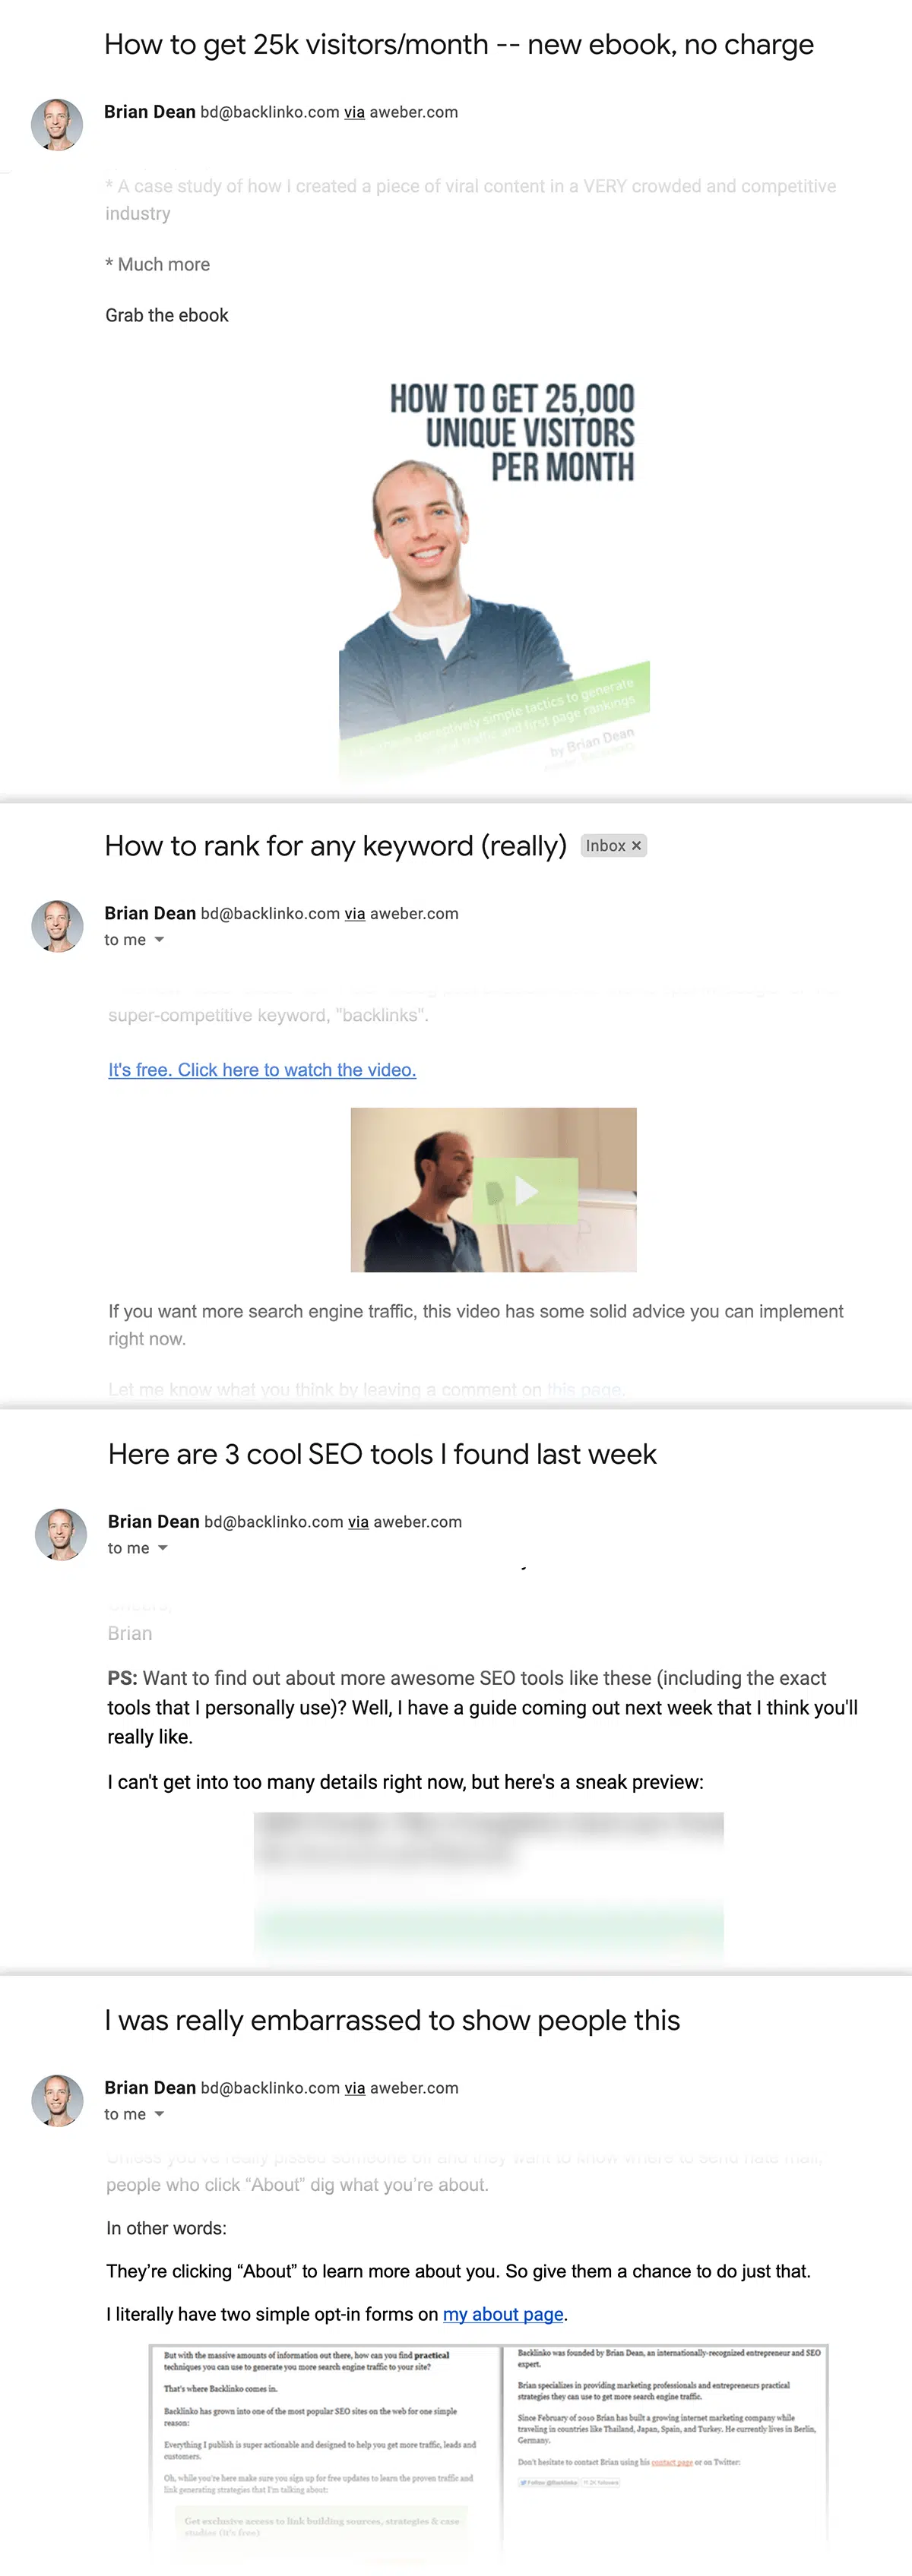 How to get 25k visitors/month -- new ebook, no charge
Brian Dean bd@backlinko.com via aweber.com
* A case study of how I created a piece of viral content in a VERY crowded and competitive
industry
* Much more
Grab the ebook
HOW TO GET 25,000
UNIQUE VISITORS
PER MONTH
deceptively simple tactics to generate
traffic and first page rankings
by Brian Dean
How to rank for any keyword (really) Inbox ×
Brian Dean bd@backlinko.com via aweber.com
to me
super-competitive keyword, "backlinks".
It's free. Click here to watch the video.
If you want more search engine traffic, this video has some solid advice you can implement
right now.
Let me know what you think by leaving a comment on this page.
Here are 3 cool SEO tools I found last week
Brian Dean bd@backlinko.com via aweber.com
to me
Brian
PS: Want to find out about more awesome SEO tools like these (including the exact
tools that I personally use)? Well, I have a guide coming out next week that I think you'll
really like.
I can't get into too many details right now, but here's a sneak preview:
I was really embarrassed to show people this
Brian Dean bd@backlinko.com via aweber.com
to me
Unless you've really pissed someone off and they want to know where to send hate mail,
people who click “About” dig what you’re about.
In other words:
They’re clicking “About” to learn more about you. So give them a chance to do just that.
I literally have two simple opt-in forms on my about page.
But with the massive amounts of information out there, how can you find practical
techniques you can use to generate you more search engine traffic to your site?
That's where Backlinko comes in.
Backlinko has grown into one of the most popular SEO sites on the web for one simple
reason:
Everything I publish is super actionable and designed to help you get more traffic, leads and
customers.
Oh, while you're here make sure you sign up for free updates to learn the proven traffic and
link generating strategies that I'm talking about:
Get exclusive access to link building sources, strategies & case
studies (it's free)
Backlinko was founded by Brian Dean, an internationally-recognized entrepreneur and SEO
expert.
Brian specializes in providing marketing professionals and entrepreneurs practical
strategies they can use to get more search engine traffic.
Since February of 2010 Brian has built a growing internet marketing company while
traveling in countries like Thailand, Japan, Spain, and Turkey. He currently lives in Berlin,
Germany.
Don't hesitate to contact Brian using his contact page or on Twitter:
Follow @Backlinko 11.2K followers